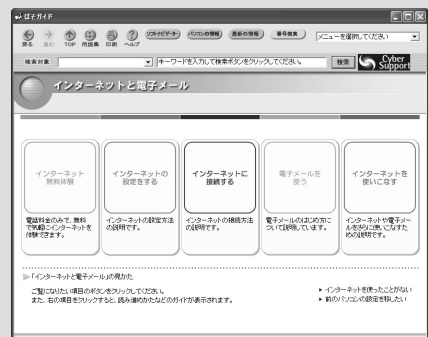 ぱそガイド
戻る 進む TOP 用語集 印刷 ヘルプ ソフトナビゲーター パソコンの情報 最新の情報 番号検索 メニューを選択してください
検索対象 キーワードを入力して検索ボタンをクリックしてください。 検索 Cyber Support
インターネットと電子メール
インターネット無料体験
電話料金のみで、無料で気軽にインターネットを体験できます。
インターネットの設定をする
インターネットの設定方法の説明です。
インターネットに接続する
インターネットの接続方法の説明です。
電子メールを使う
電子メールのはじめ方について説明しています。
インターネットを使いこなす
インターネットや電子メールをさらに使いこなすための説明です。
「インターネットと電子メール」の見かた
ご覧になりたい項目のボタンをクリックしてください。
また、右の項目をクリックすると、読み進めかたなどのガイドが表示されます。
インターネットを使ったことがない
前のパソコンの設定を移したい